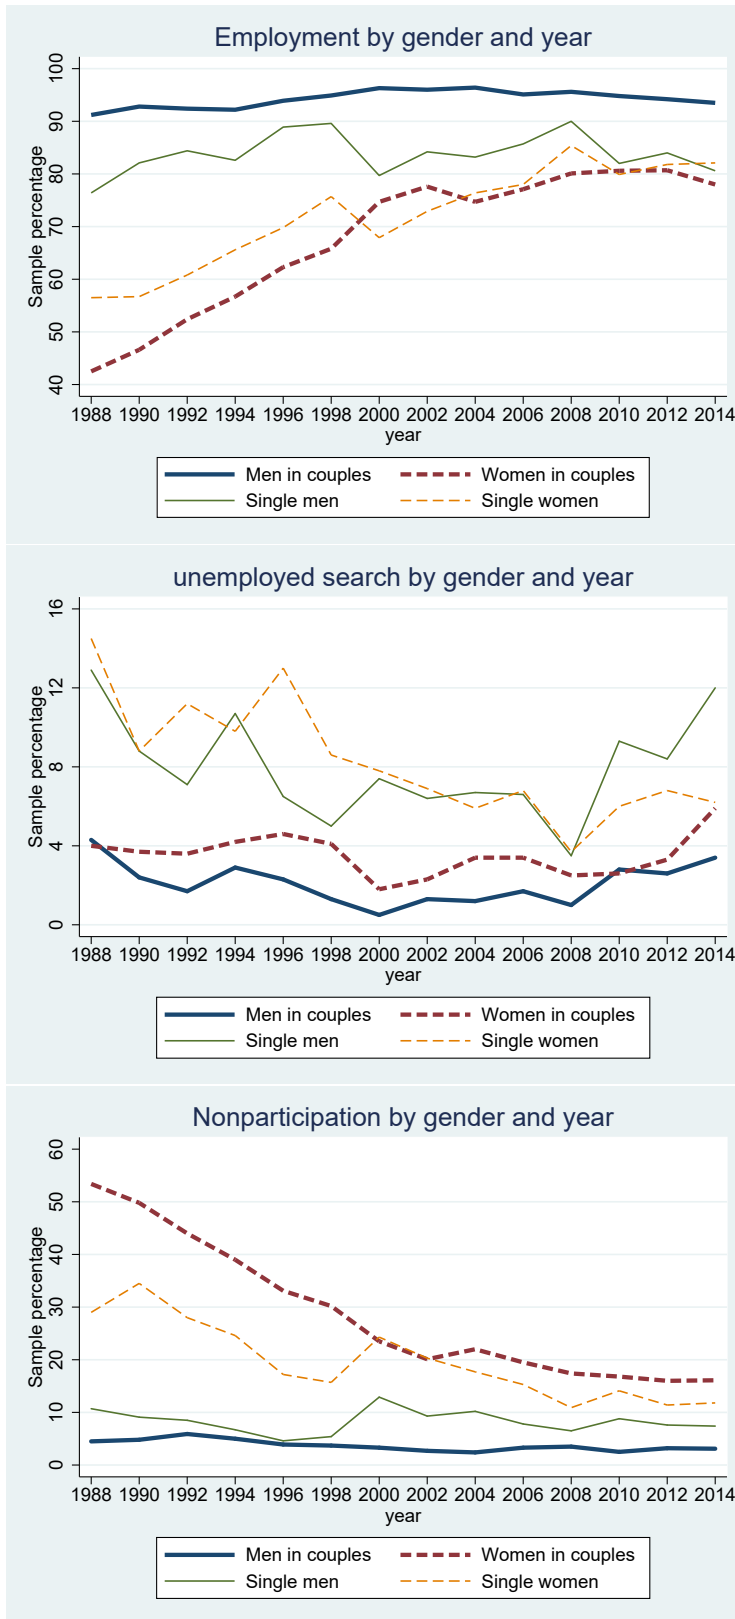 Employment by gender and year
Sample percentage
100
90
80
70
60
50
40
1988 1990 1992 1994 1996 1998 2000 2002 2004 2006 2008 2010 2012 2014
year
Men in couples Women in couples
Single men Single women
unemployed search by gender and year
Sample percentage
16
12
8
4
0
1988 1990 1992 1994 1996 1998 2000 2002 2004 2006 2008 2010 2012 2014
year
Men in couples Women in couples
Single men Single women
Nonparticipation by gender and year
Sample percentage
60
50
40
30
20
10
0
1988 1990 1992 1994 1996 1998 2000 2002 2004 2006 2008 2010 2012 2014
year
Men in couples Women in couples
Single men Single women